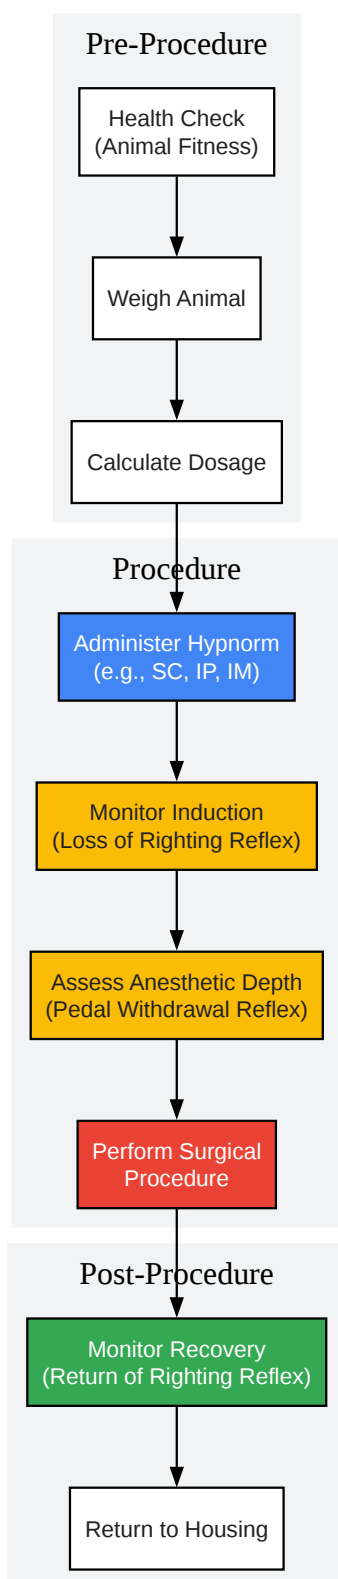 Pre-Procedure
Health Check
(Animal Fitness)
Weigh Animal
Calculate Dosage
Procedure
Administer Hypnorm
(e.g., SC, IP, IM)
Monitor Induction
(Loss of Righting Reflex)
Assess Anesthetic Depth
(Pedal Withdrawal Reflex)
Perform Surgical
Procedure
Post-Procedure
Monitor Recovery
(Return of Righting Reflex)
Return to Housing